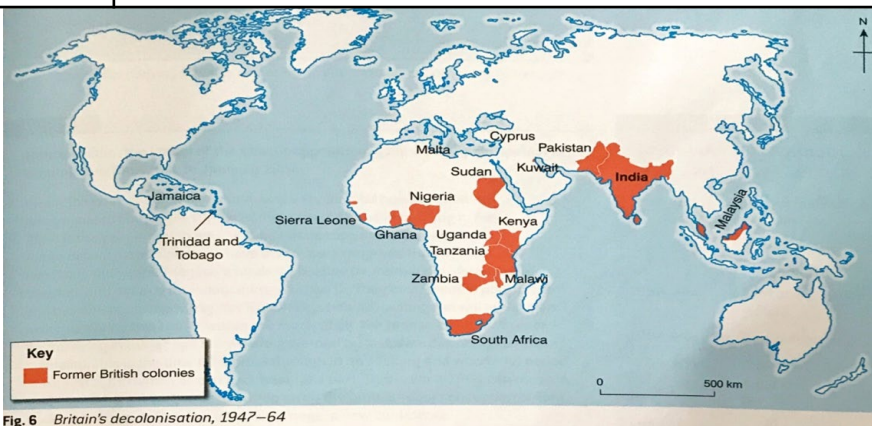 N
Cyprus
Malta
Pakistan
Kuwait
Sudan
India
Jamaica
Nigeria
Malaysia
Sierra Leone
Kenya
Ghana
Uganda
Trinidad and
Tobago
Tanzania
Zambia
Malawi
South Africa
Key
Former British colonies
0
500 km
Fig. 6 Britain's decolonisation, 1947–64